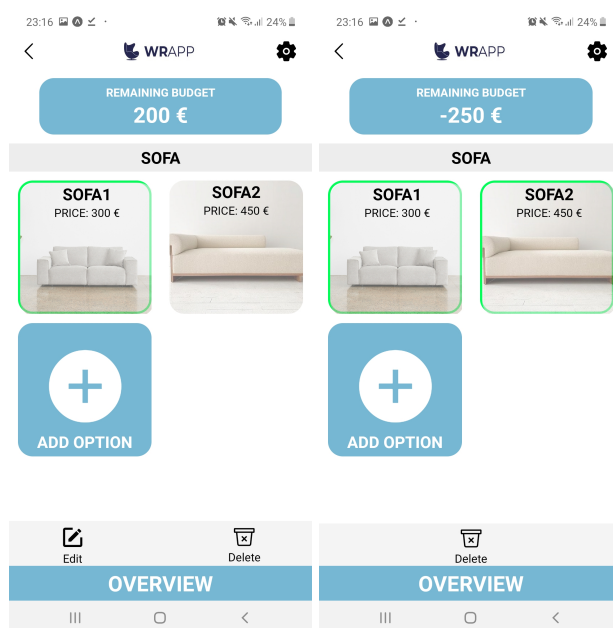 23:16 24%
WRAPP
REMAINING BUDGET
200 €
SOFA
SOFA1
PRICE: 300 €
SOFA2
PRICE: 450 €
ADD OPTION
Edit
Delete
OVERVIEW
23:16 24%
WRAPP
REMAINING BUDGET
-250 €
SOFA
SOFA1
PRICE: 300 €
SOFA2
PRICE: 450 €
ADD OPTION
Delete
OVERVIEW